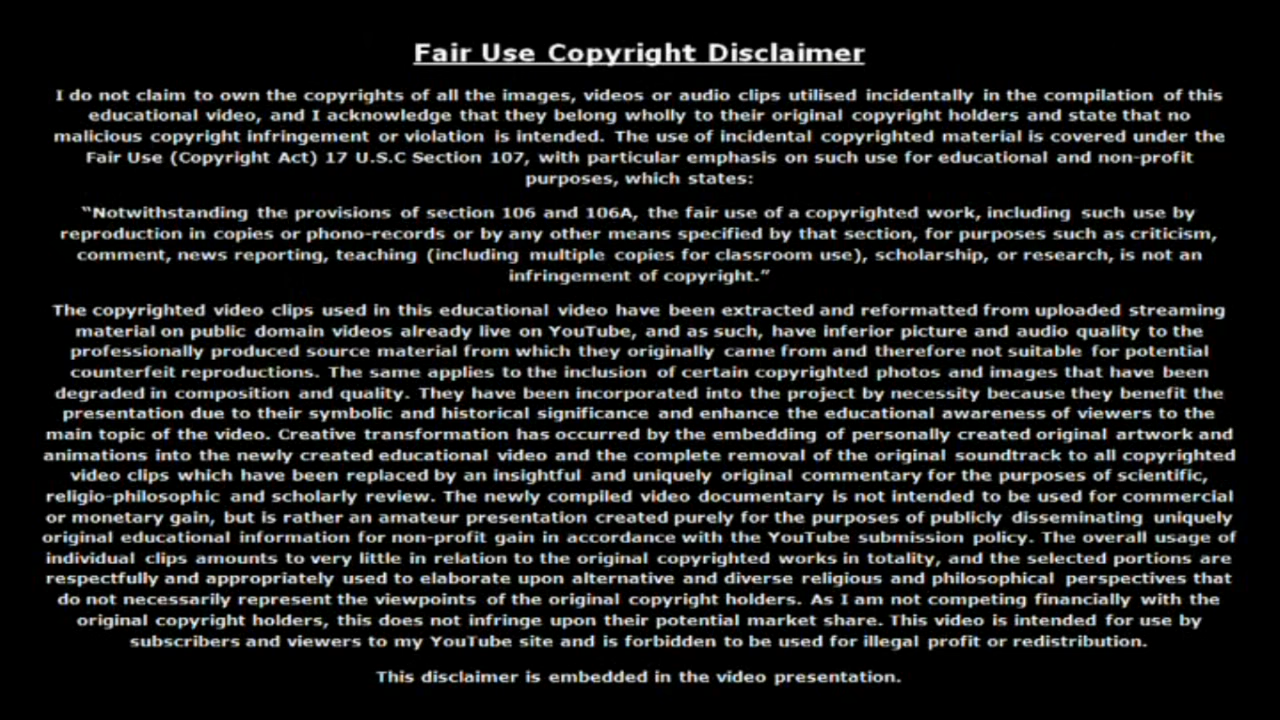 Fair Use Copyright Disclaimer
I do not claim to own the copyrights of all the images, videos or audio clips utilised incidentally in the compilation of this
educational video, and I acknowledge that they belong wholly to their original copyright holders and state that no
malicious copyright infringement or violation is intended. The use of incidental copyrighted material is covered under the
Fair Use (Copyright Act) 17 U.S.C Section 107, with particular emphasis on such use for educational and non-profit
purposes, which states:
“Notwithstanding the provisions of section 106 and 106A, the fair use of a copyrighted work, including such use by
reproduction in copies or phono-records or by any other means specified by that section, for purposes such as criticism,
comment, news reporting, teaching (including multiple copies for classroom use), scholarship, or research, is not an
infringement of copyright.”
The copyrighted video clips used in this educational video have been extracted and reformatted from uploaded streaming
material on public domain videos already live on YouTube, and as such, have inferior picture and audio quality to the
professionally produced source material from which they originally came from and therefore not suitable for potential
counterfeit reproductions. The same applies to the inclusion of certain copyrighted photos and images that have been
degraded in composition and quality. They have been incorporated into the project by necessity because they benefit the
presentation due to their symbolic and historical significance and enhance the educational awareness of viewers to the
main topic of the video. Creative transformation has occurred by the embedding of personally created original artwork and
animations into the newly created educational video and the complete removal of the original soundtrack to all copyrighted
video clips which have been replaced by an insightful and uniquely original commentary for the purposes of scientific,
religio-philosophic and scholarly review. The newly compiled video documentary is not intended to be used for commercial
or monetary gain, but is rather an amateur presentation created purely for the purposes of publicly disseminating uniquely
original educational information for non-profit gain in accordance with the YouTube submission policy. The overall usage of
individual clips amounts to very little in relation to the original copyrighted works in totality, and the selected portions are
respectfully and appropriately used to elaborate upon alternative and diverse religious and philosophical perspectives that
do not necessarily represent the viewpoints of the original copyright holders. As I am not competing financially with the
original copyright holders, this does not infringe upon their potential market share. This video is intended for use by
subscribers and viewers to my YouTube site and is forbidden to be used for illegal profit or redistribution.
This disclaimer is embedded in the video presentation.